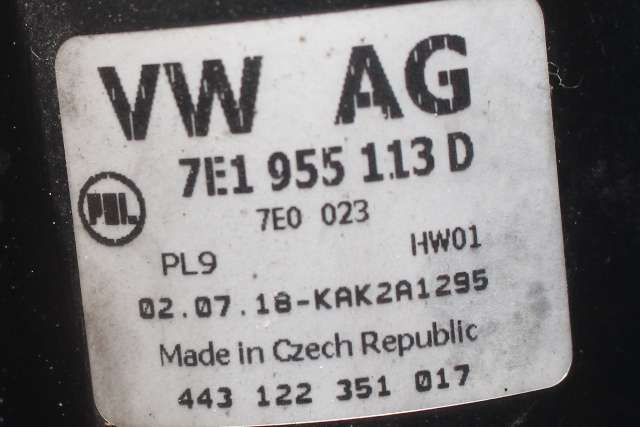 VW AG
7E1 955 113 D
PAL
7E0 023
PL9 HW01
02.07.18-KAK2A1295
Made in Czech Republic
443 122 351 017